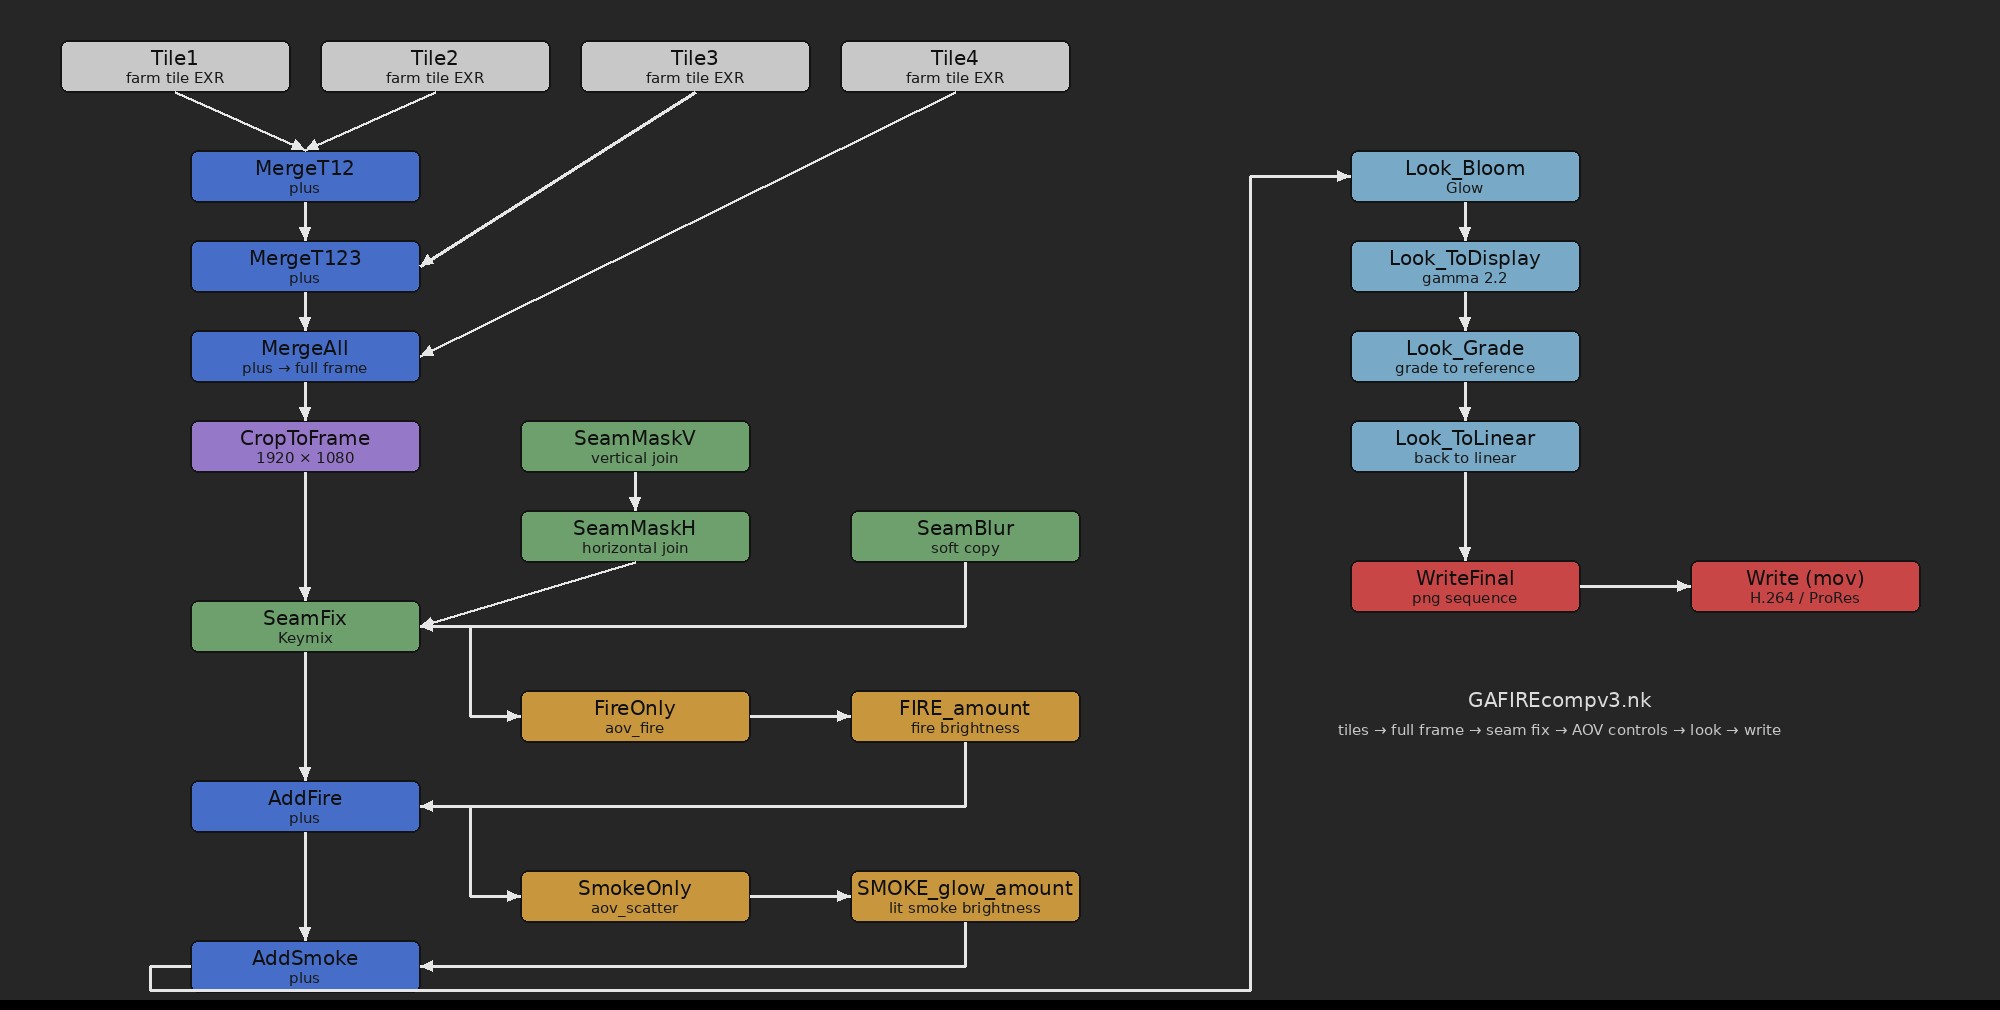 Tile1
farm tile EXR
Tile2
farm tile EXR
Tile3
farm tile EXR
Tile4
farm tile EXR
MergeT12
plus
Look_Bloom
Glow
MergeT123
plus
Look_ToDisplay
gamma 2.2
MergeAll
plus → full frame
Look_Grade
grade to reference
CropToFrame
1920 × 1080
SeamMaskV
vertical join
Look_ToLinear
back to linear
SeamMaskH
horizontal join
SeamBlur
soft copy
WriteFinal
png sequence
Write (mov)
H.264 / ProRes
SeamFix
Keymix
FireOnly
aov_fire
FIRE_amount
fire brightness
GAFIREcompv3.nk
tiles → full frame → seam fix → AOV controls → look → write
AddFire
plus
SmokeOnly
aov_scatter
SMOKE_glow_amount
lit smoke brightness
AddSmoke
plus